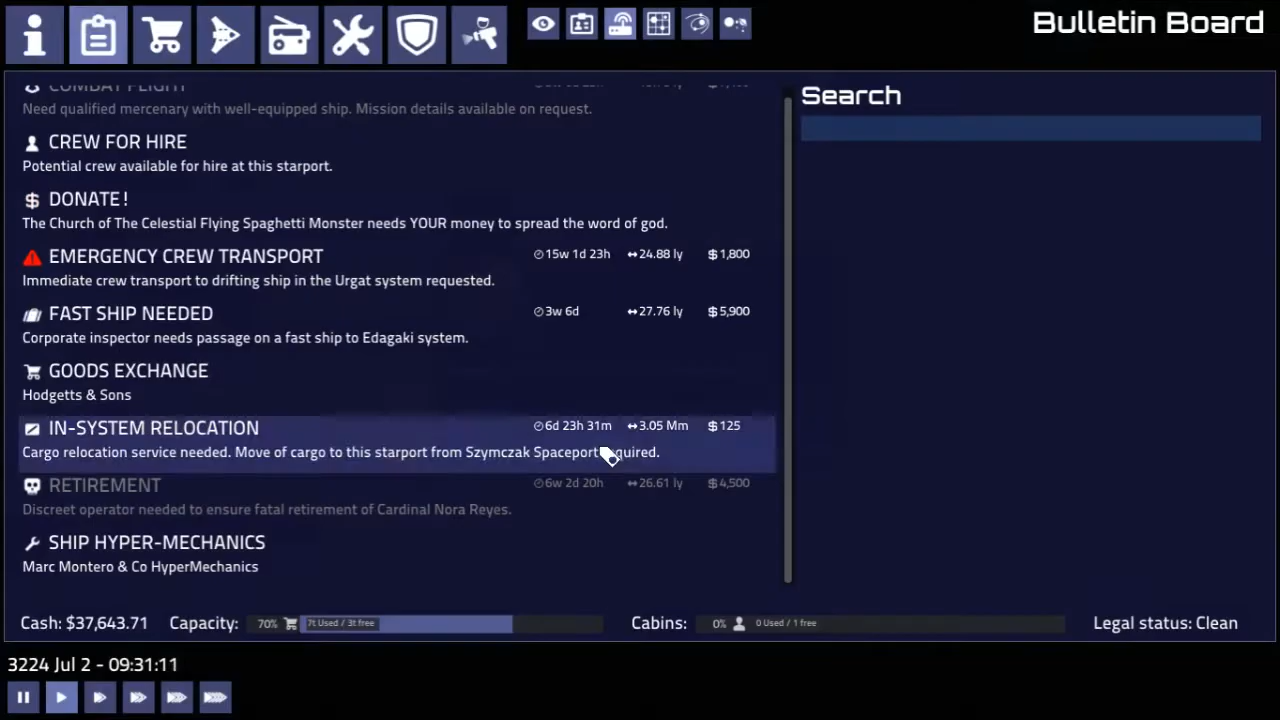 Bulletin Board
COMBAT FLIGHT
Need qualified mercenary with well-equipped ship. Mission details available on request.
CREW FOR HIRE
Potential crew available for hire at this starport.
DONATE!
The Church of The Celestial Flying Spaghetti Monster needs YOUR money to spread the word of god.
EMERGENCY CREW TRANSPORT 15w 1d 23h 24.88 ly $1,800
Immediate crew transport to drifting ship in the Urgat system requested.
FAST SHIP NEEDED 3w 6d 27.76 ly $5,900
Corporate inspector needs passage on a fast ship to Edagaki system.
GOODS EXCHANGE
Hodgetts & Sons
IN-SYSTEM RELOCATION 6d 23h 31m 3.05 Mm $125
Cargo relocation service needed. Move of cargo to this starport from Szymczak Spaceport quired.
RETIREMENT 6w 2d 20h 26.61 ly $4,500
Discreet operator needed to ensure fatal retirement of Cardinal Nora Reyes.
SHIP HYPER-MECHANICS
Marc Montero & Co HyperMechanics
Search
Cash: $37,643.71 Capacity: 70% 7t Used / 3t free Cabins: 0% 0 Used / 1 free Legal status: Clean
3224 Jul 2 - 09:31:11